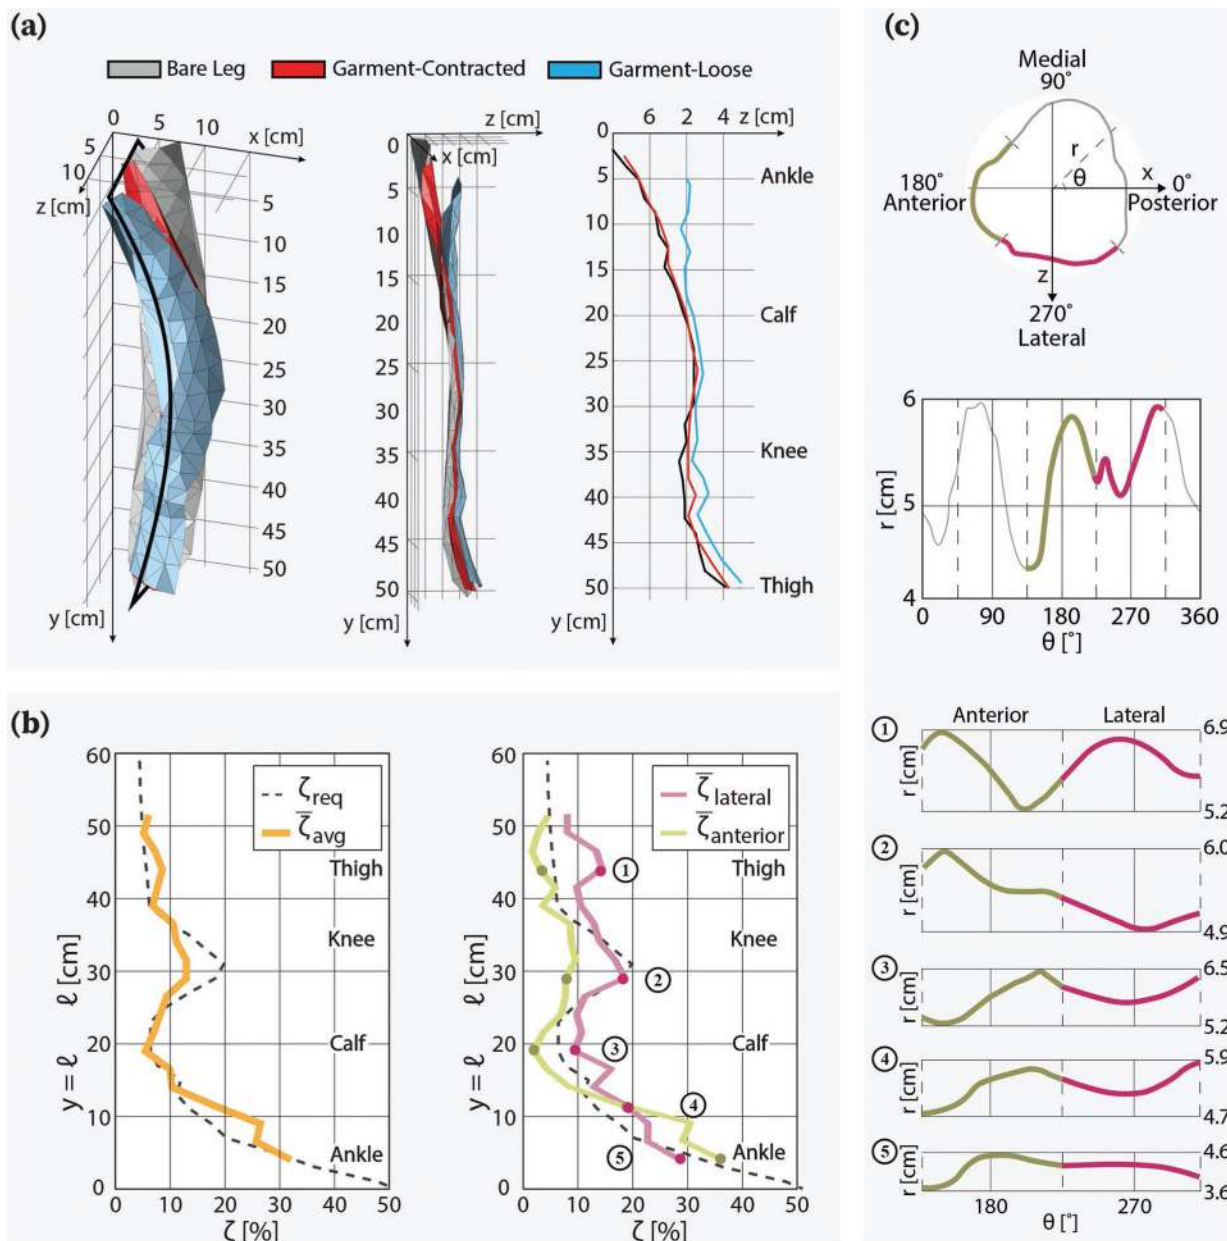 (a)
Bare Leg Garment-Contracted Garment-Loose
0 5 10 x [cm]
5
10
z [cm]
5
10
15
20
25
30
35
40
45
50
y [cm]
z [cm]
x [cm]
0
5
10
15
20
25
30
35
40
45
50
y [cm]
6 2 4 z [cm]
0
5 Ankle
10
15
20 Calf
25
30
35 Knee
40
45
50 Thigh
y [cm]
(b)
60
50
40
30
20
10
0
y = ℓ ℓ [cm]
ζreq
ζ̅avg
Thigh
Knee
Calf
Ankle
0 10 20 30 40 50
ζ [%]
60
50
40
30
20
10
0
y = ℓ ℓ [cm]
ζ̅lateral
ζ̅anterior
Thigh
Knee
Calf
Ankle
① ② ③ ④ ⑤
0 10 20 30 40 50
ζ [%]
(c)
Medial
90°
r
θ
x
180° 0°
Anterior Posterior
z
270°
Lateral
6
5
4
r [cm]
0 90 180 270 360
θ [°]
Anterior Lateral
① r [cm] 6.9
5.2
② r [cm] 6.0
4.9
③ r [cm] 6.5
5.2
④ r [cm] 5.9
4.7
⑤ r [cm] 4.6
3.6
180 270
θ [°]